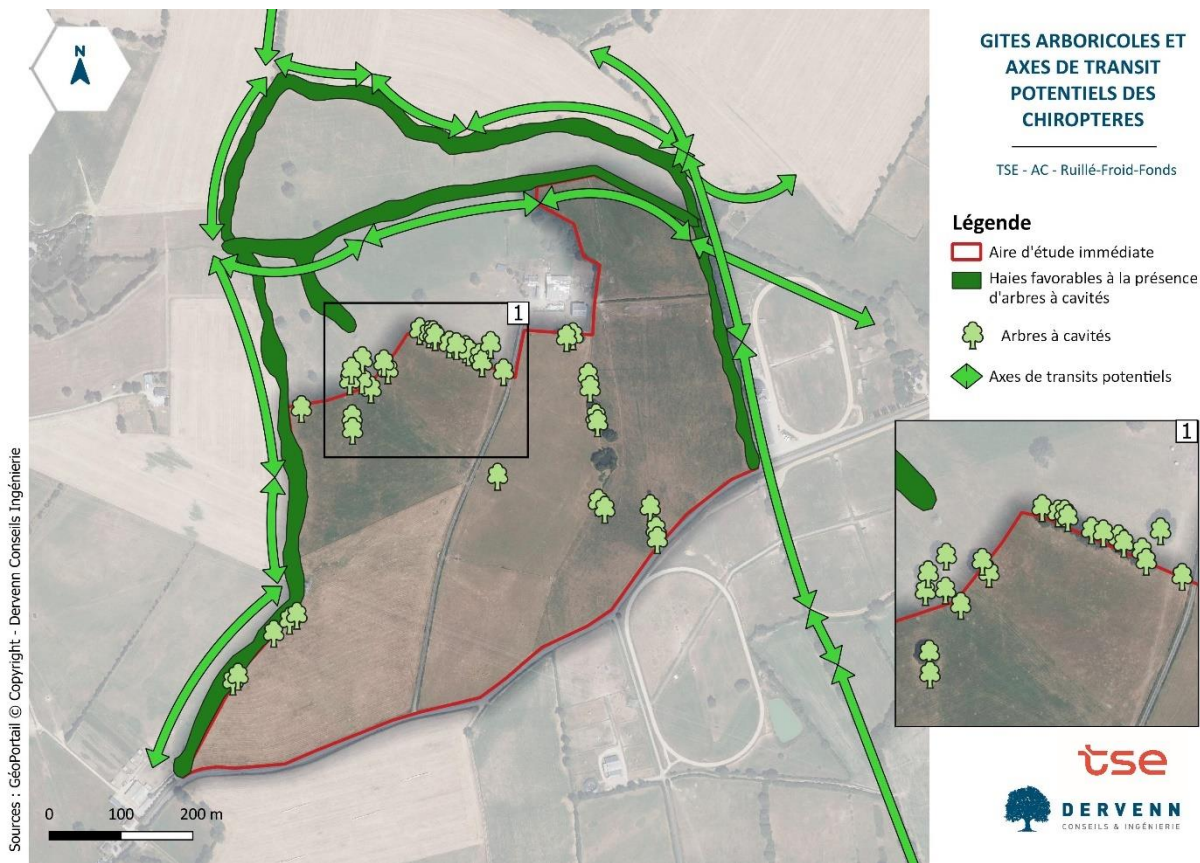 N
GITES ARBORICOLES ET
AXES DE TRANSIT
POTENTIELS DES
CHIROPTERES
TSE - AC - Ruillé-Froid-Fonds
Légende
Aire d'étude immédiate
Haies favorables à la présence
d'arbres à cavités
Arbres à cavités
Axes de transits potentiels
1
1
Sources : GéoPortail © Copyright - Dervenn Conseils Ingénierie
0 100 200 m
tse
DERVENN
CONSEILS & INGÉNIERIE